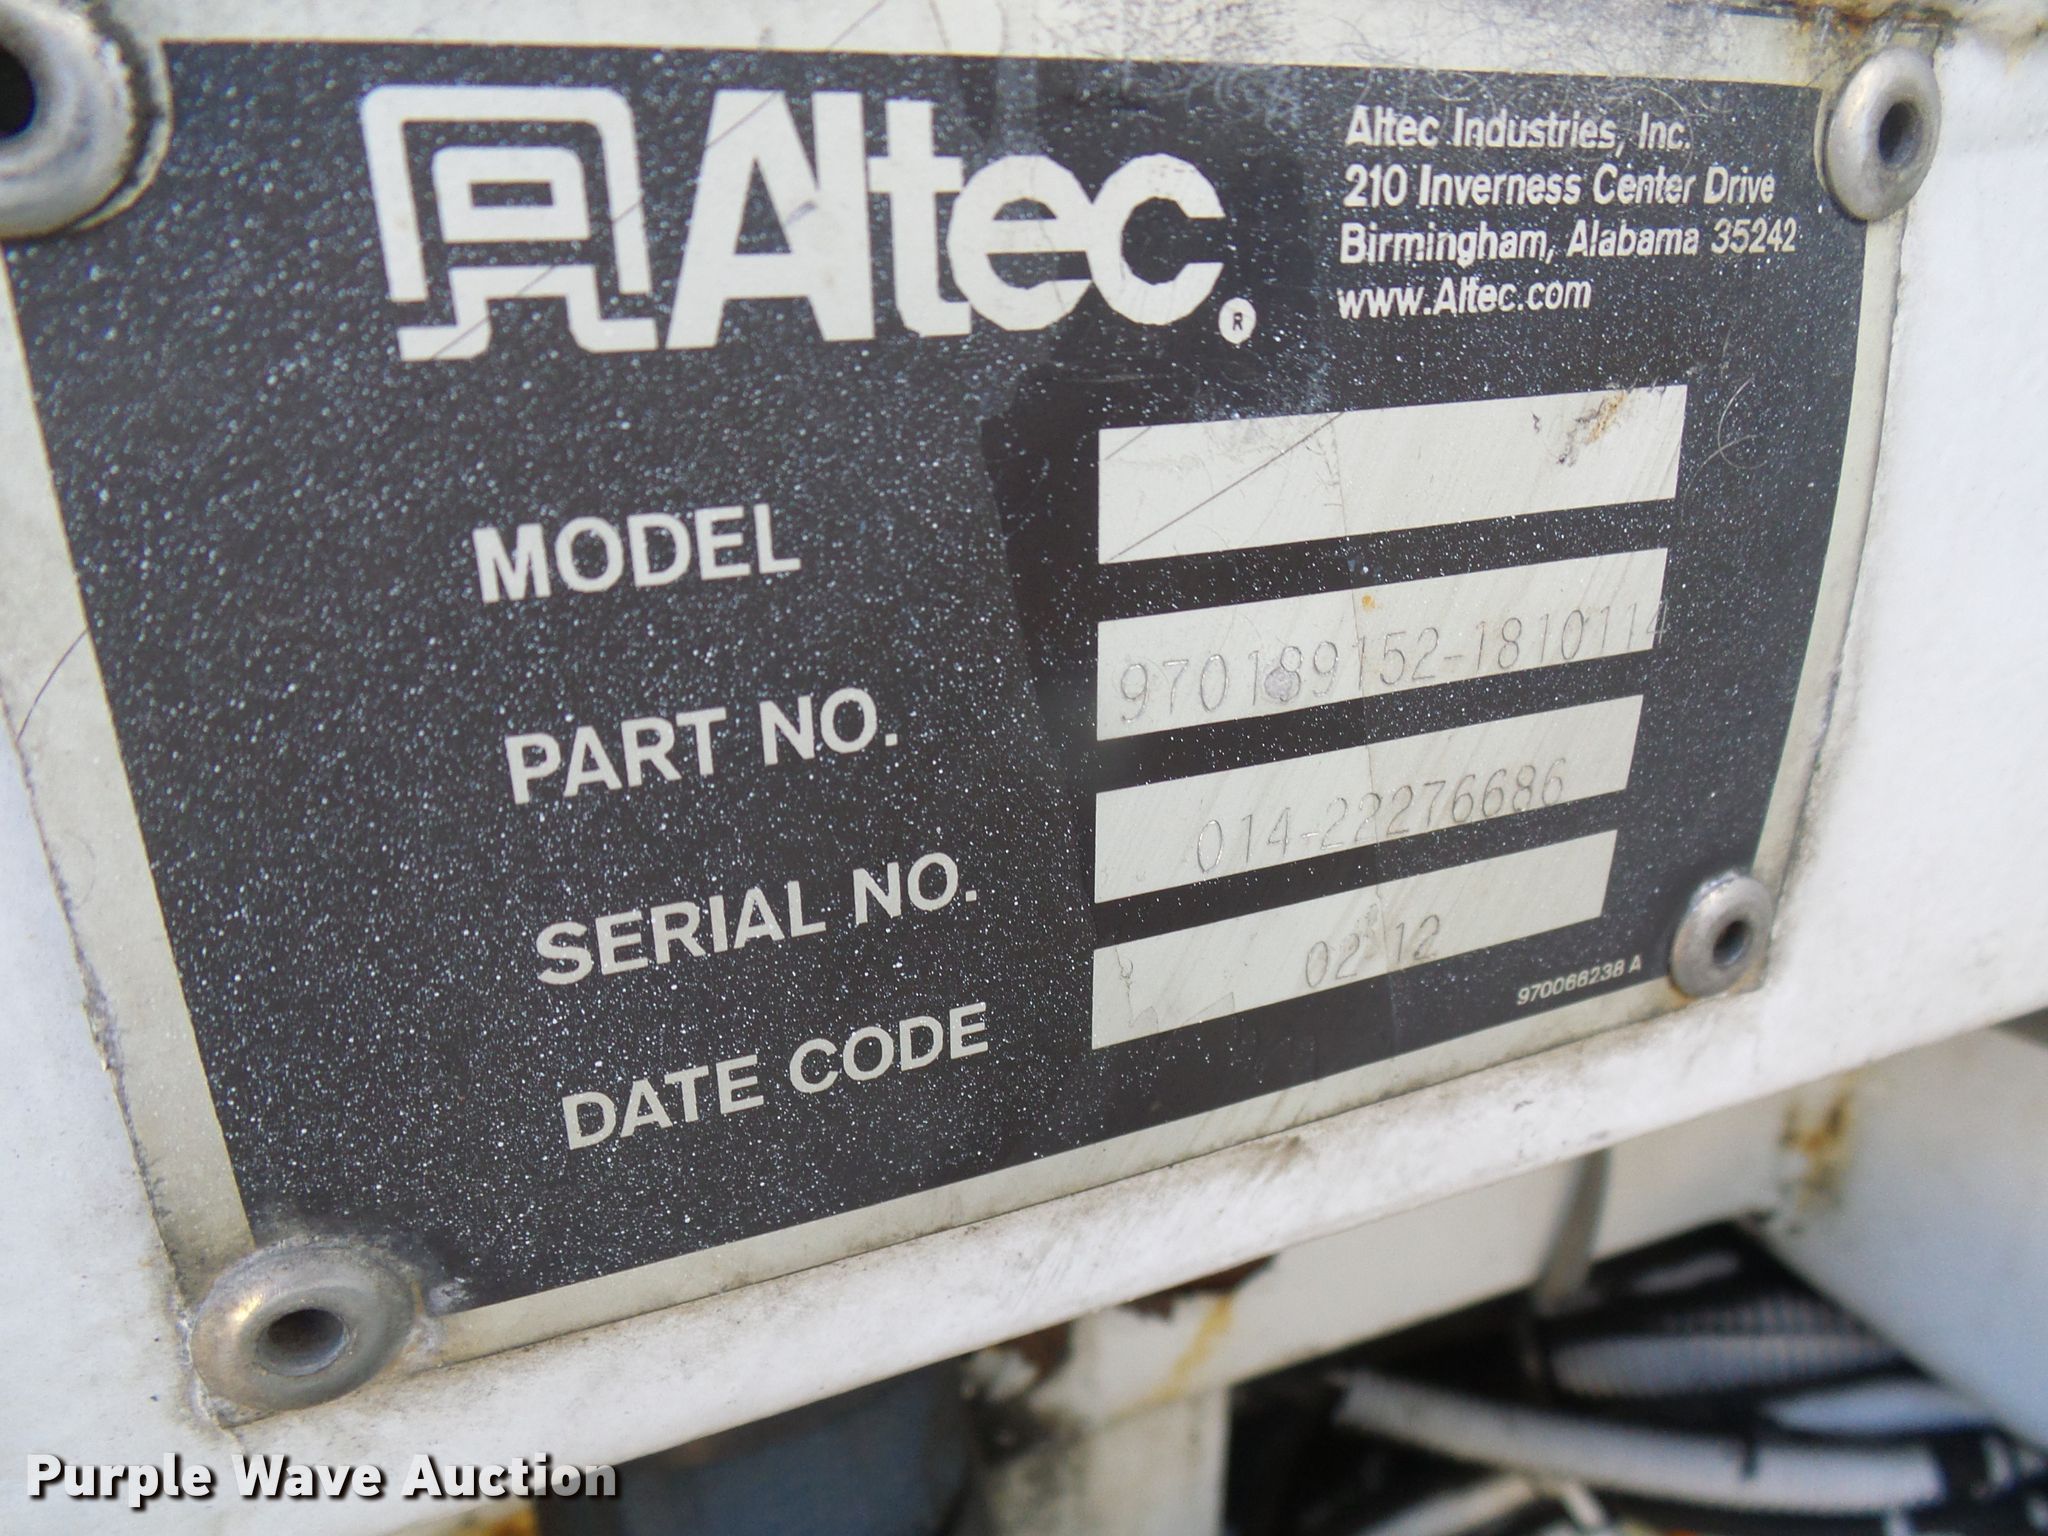 Altec®
Altec Industries, Inc.
210 Inverness Center Drive
Birmingham, Alabama 35242
www.Altec.com
MODEL
PART NO. 970189152-1810114
SERIAL NO. 014-22276686
DATE CODE 02-12
970066238 A
Purple Wave Auction